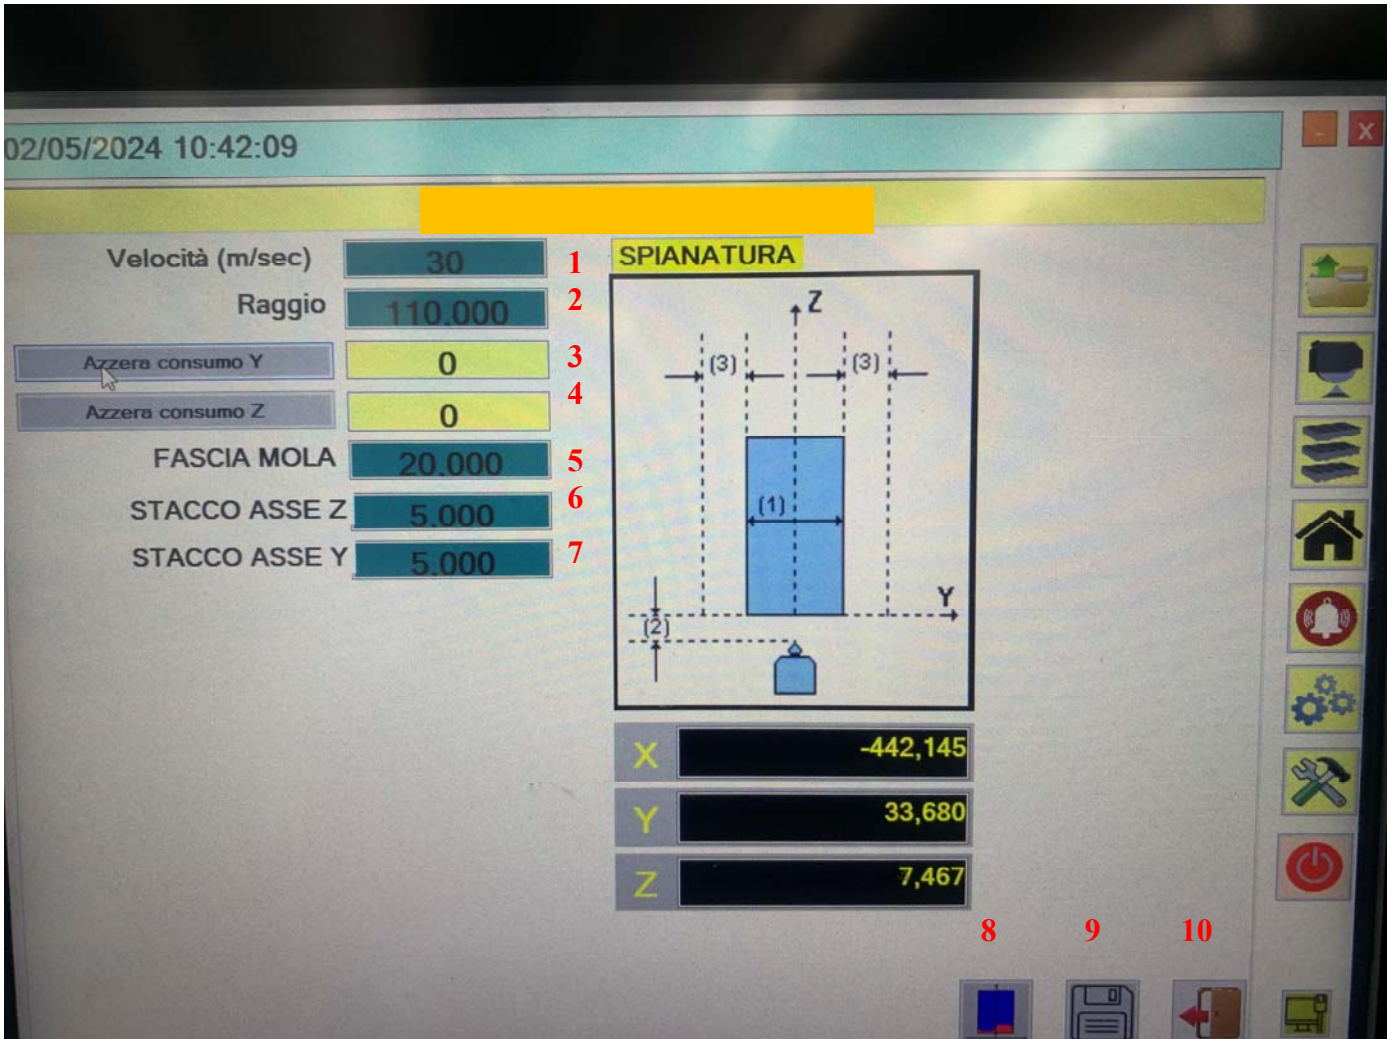 02/05/2024 10:42:09
- X
Velocità (m/sec) 30 1
SPIANATURA
Raggio 110.000 2
Azzera consumo Y 0 3
Azzera consumo Z 0 4
FASCIA MOLA 20.000 5
STACCO ASSE Z 5.000 6
STACCO ASSE Y 5.000 7
Z
(3) (3)
(1)
Y
(2)
X -442,145
Y 33,680
Z 7,467
8 9 10